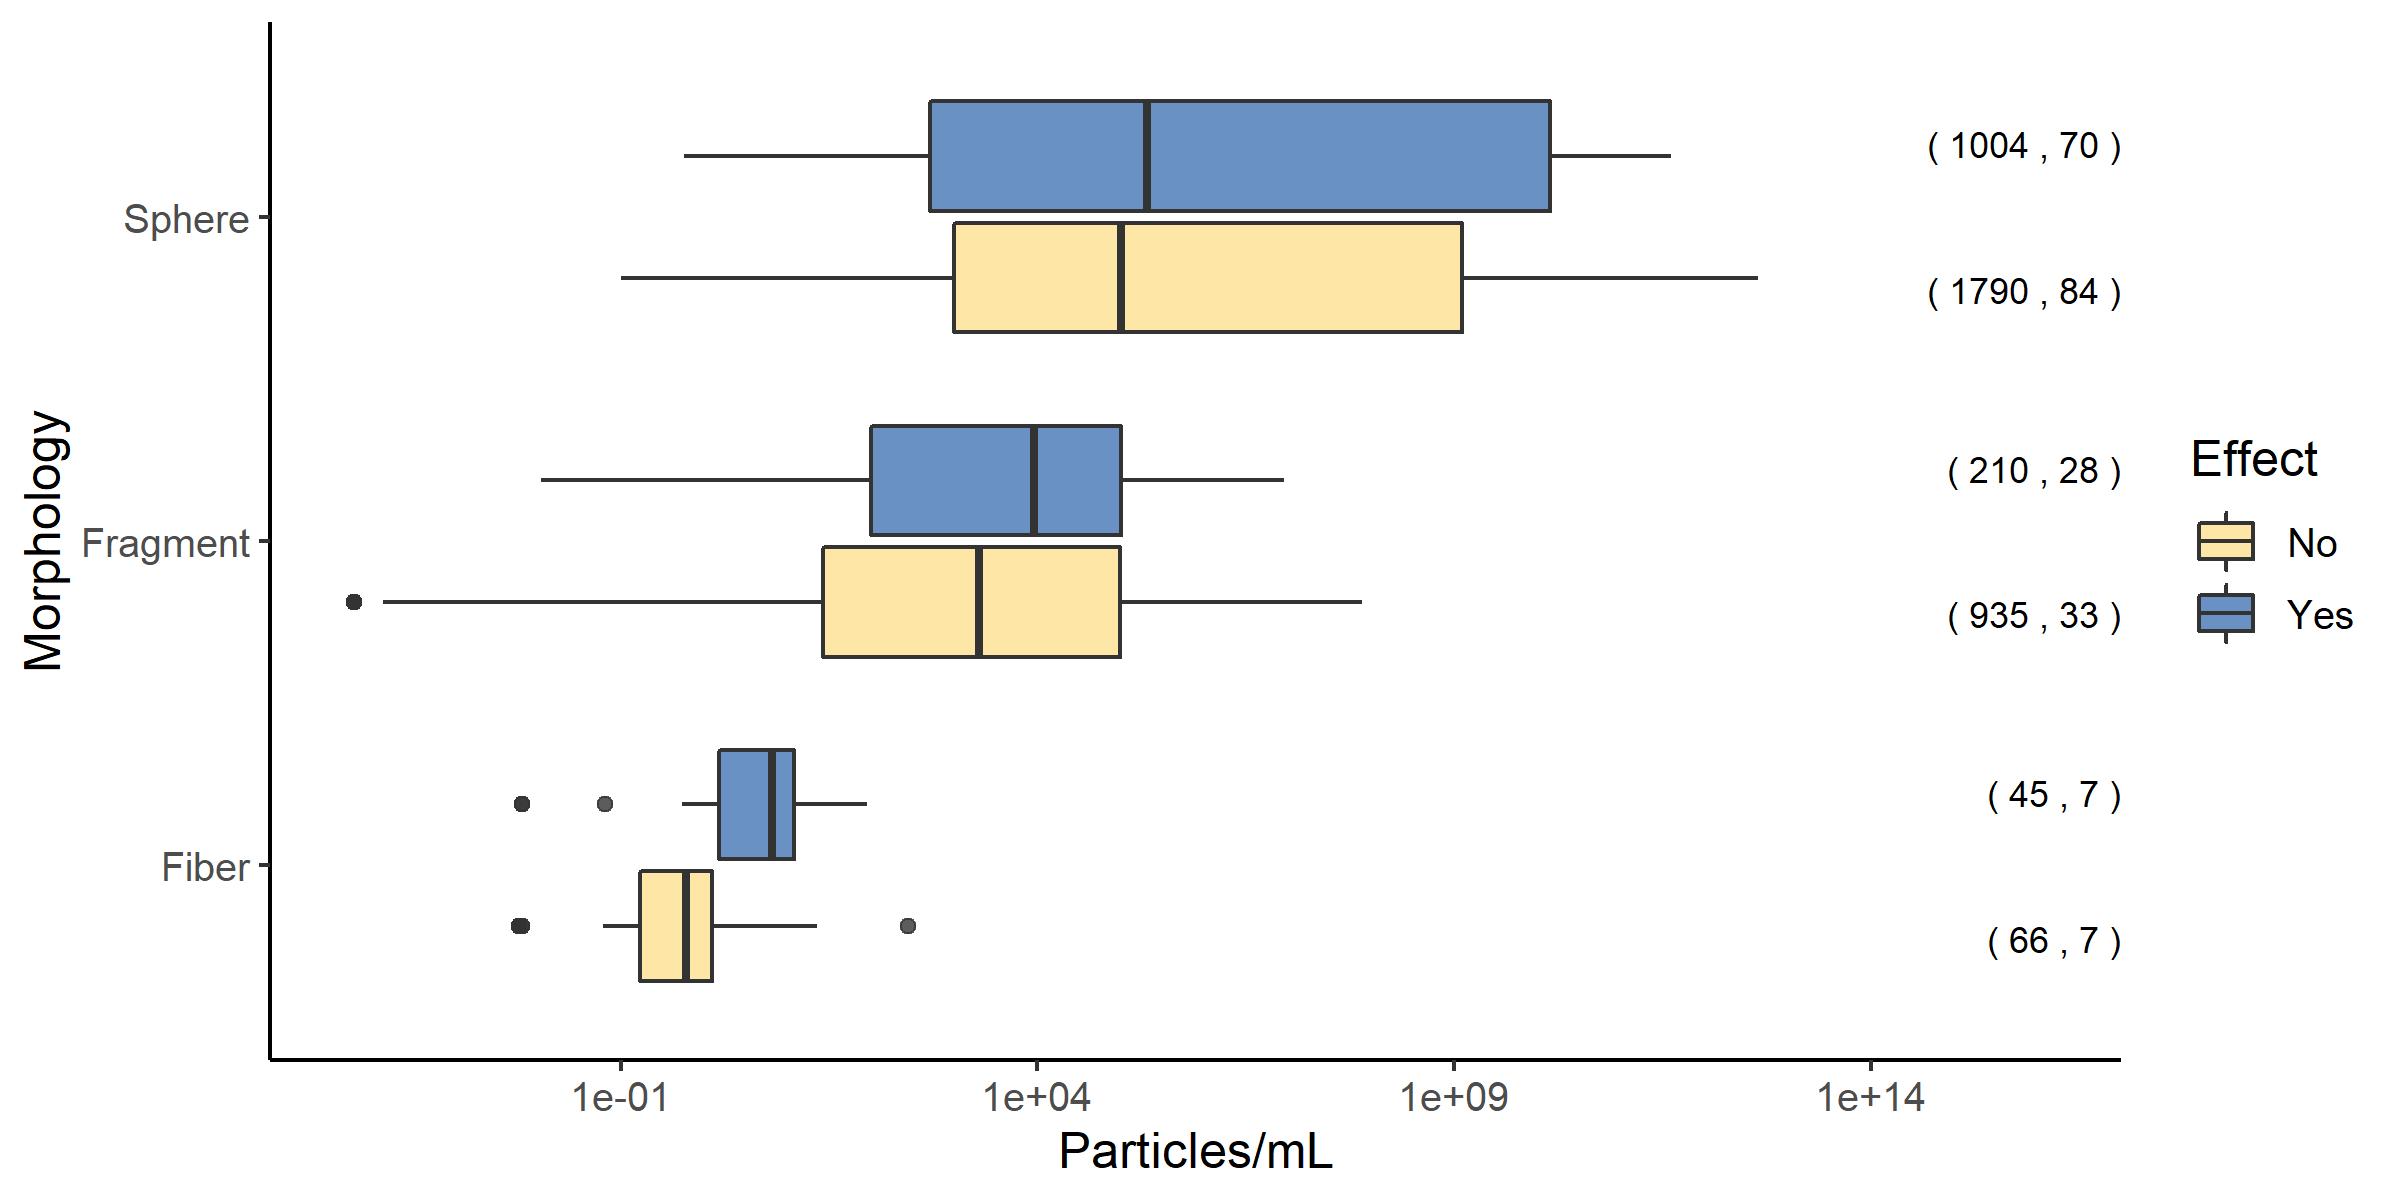 Morphology
Sphere
Fragment
Fiber
( 1004 , 70 )
( 1790 , 84 )
( 210 , 28 )
( 935 , 33 )
( 45 , 7 )
( 66 , 7 )
Effect
No
Yes
1e-01 1e+04 1e+09 1e+14
Particles/mL